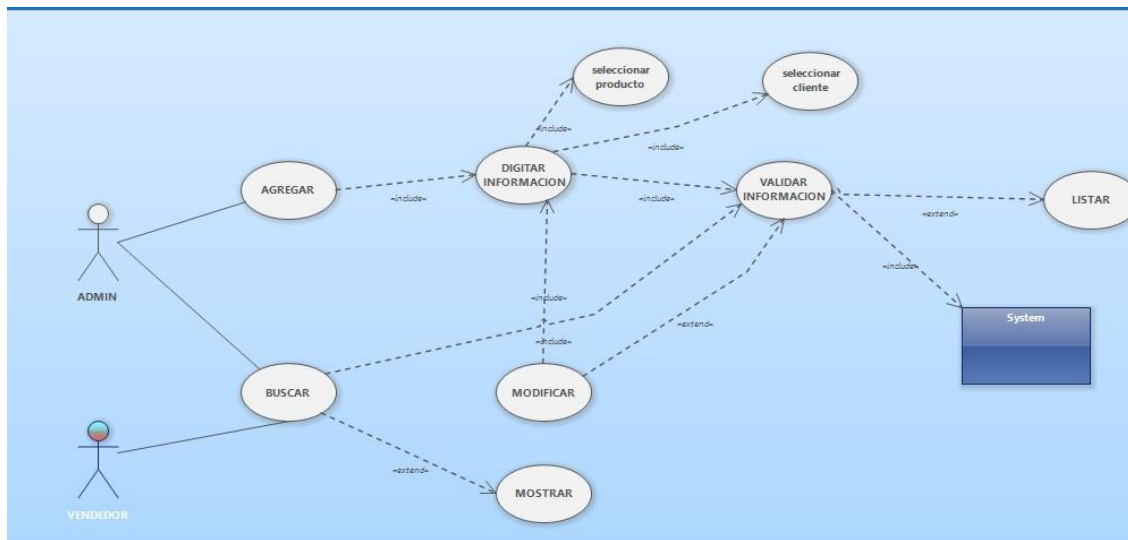 seleccionar
producto
seleccionar
cliente
«include»
«include»
DIGITAR
INFORMACION
VALIDAR
INFORMACION
AGREGAR
«include»
«include»
LISTAR
«extend»
ADMIN
«include»
«include»
System
«extend»
«include»
BUSCAR
MODIFICAR
«extend»
MOSTRAR
VENDEDOR